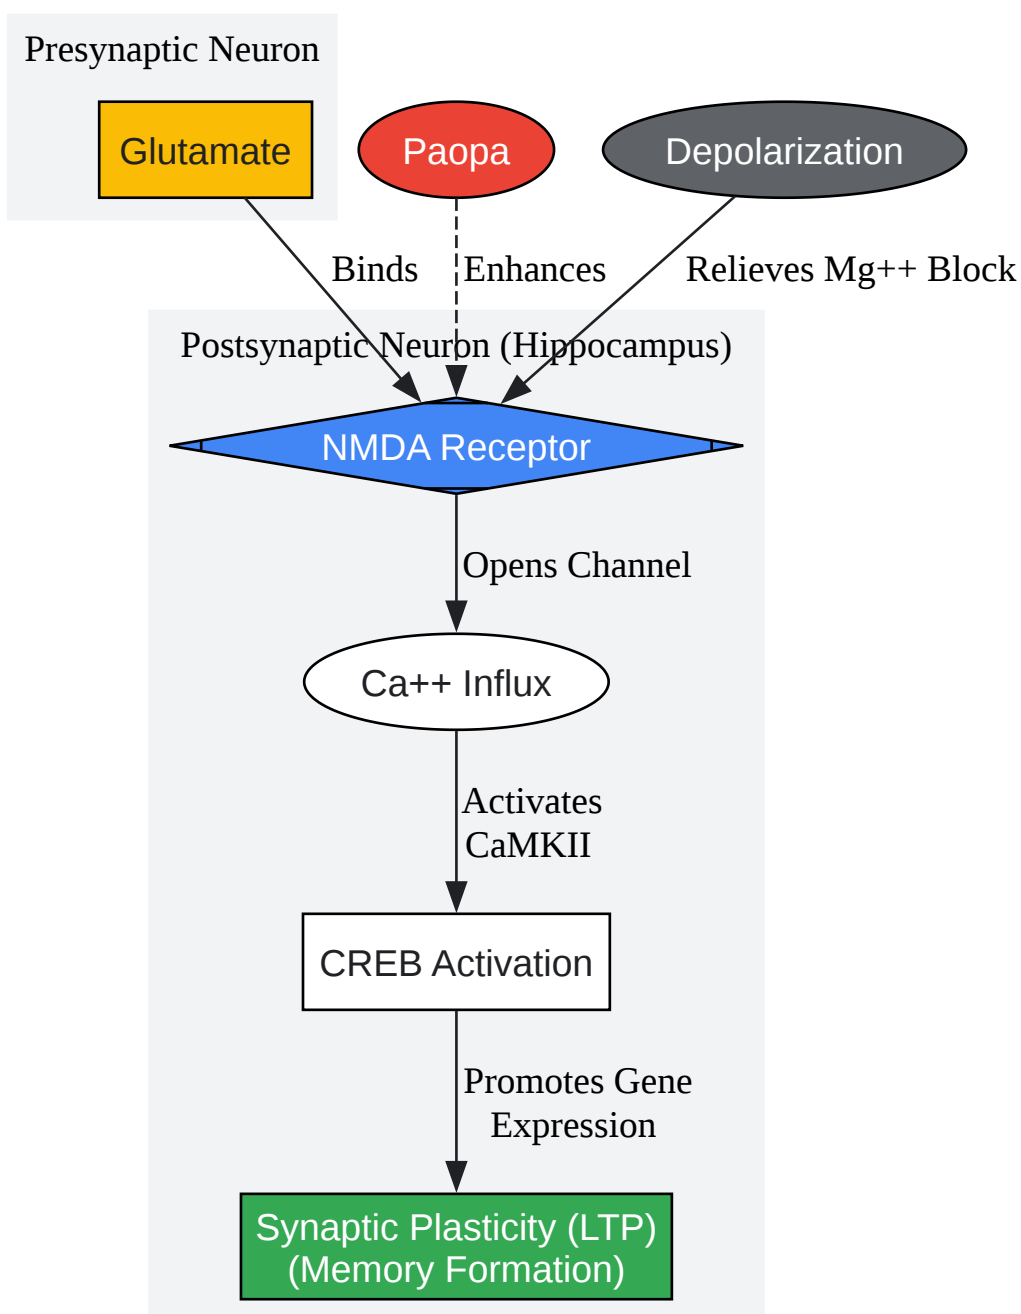 Presynaptic Neuron
Glutamate
Paopa
Depolarization
Binds
Enhances
Relieves Mg++ Block
Postsynaptic Neuron (Hippocampus)
NMDA Receptor
Opens Channel
Ca++ Influx
Activates
CaMKII
CREB Activation
Promotes Gene
Expression
Synaptic Plasticity (LTP)
(Memory Formation)